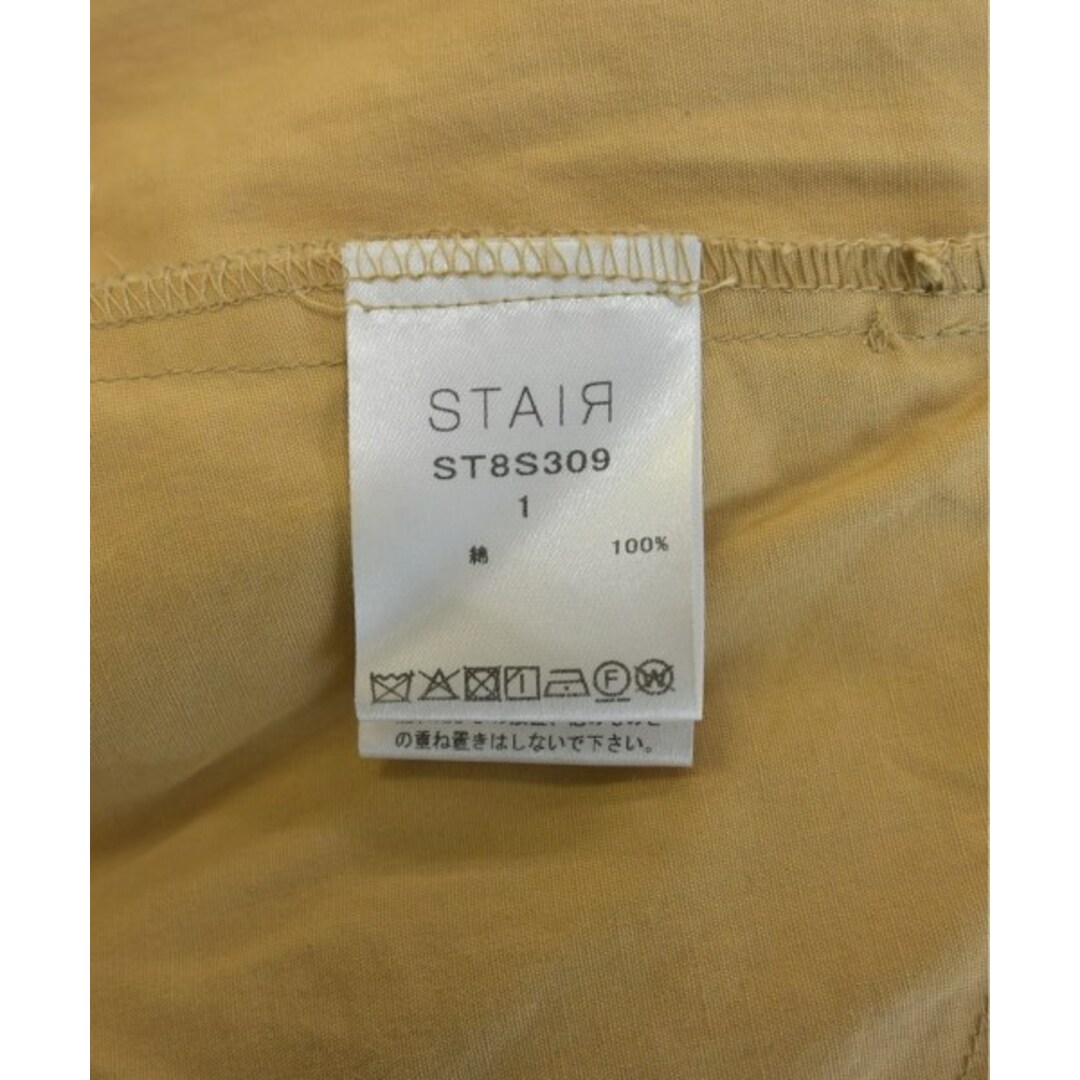 STAIR
ST8S309
1
綿 100%
F W
の重ね置きはしないで下さい。